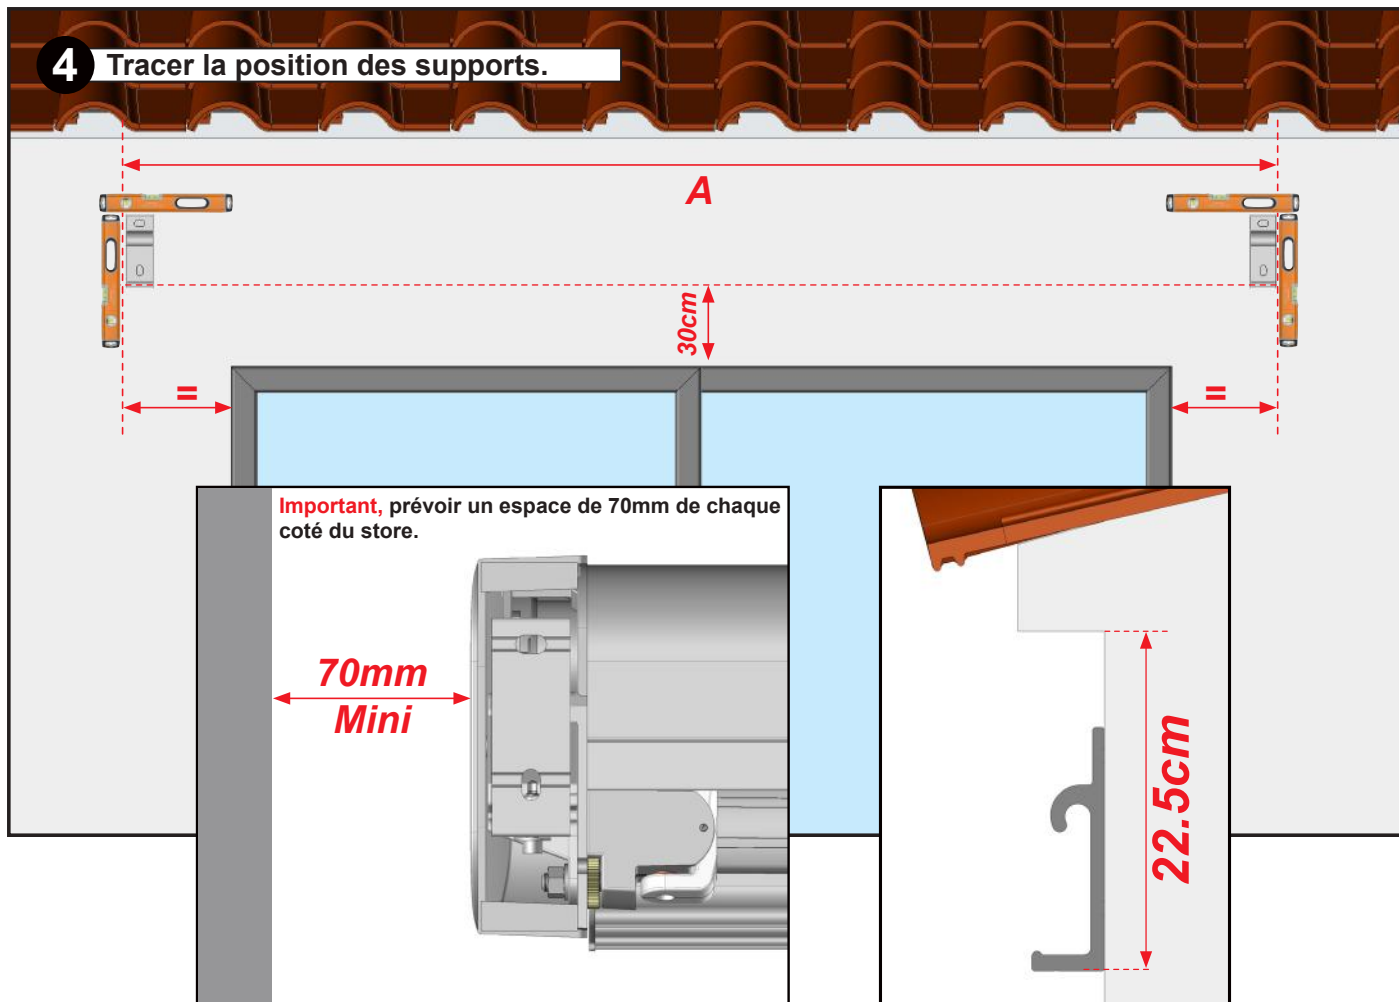 4 Tracer la position des supports.
A
30cm
= =
Important, prévoir un espace de 70mm de chaque
coté du store.
70mm
Mini
22.5cm